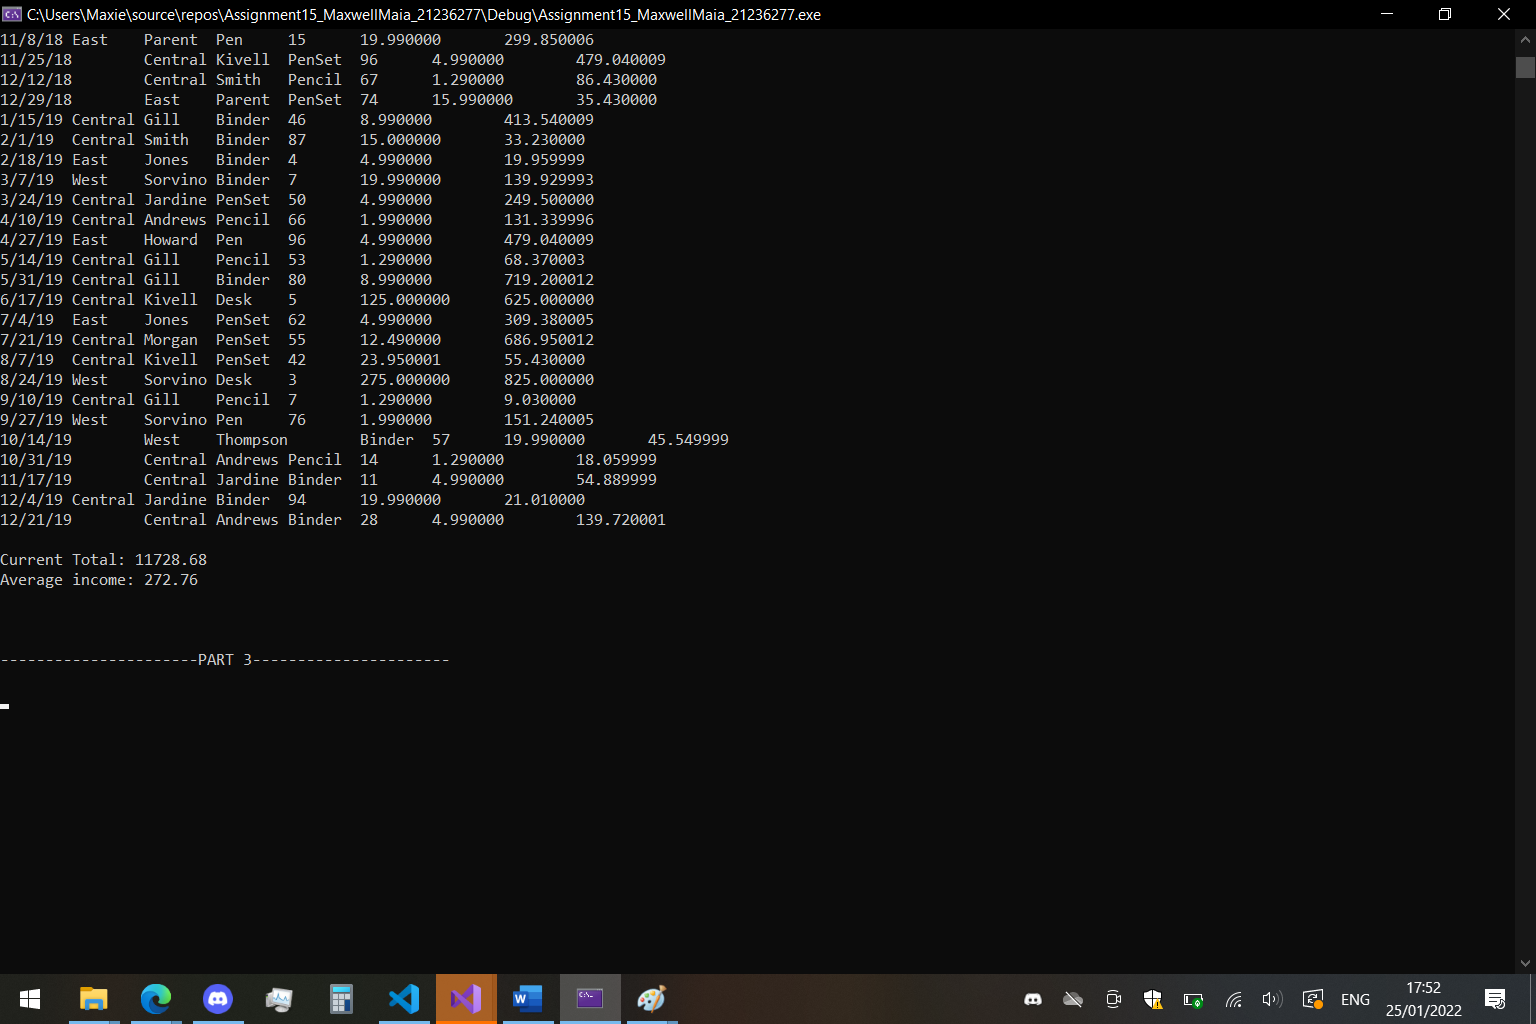 C:\Users\Maxie\source\repos\Assignment15_MaxwellMaia_21236277\Debug\Assignment15_MaxwellMaia_21236277.exe
11/8/18 East Parent Pen 15 19.990000 299.850006
11/25/18 Central Kivell PenSet 96 4.990000 479.040009
12/12/18 Central Smith Pencil 67 1.290000 86.430000
12/29/18 East Parent PenSet 74 15.990000 35.430000
1/15/19 Central Gill Binder 46 8.990000 413.540009
2/1/19 Central Smith Binder 87 15.000000 33.230000
2/18/19 East Jones Binder 4 4.990000 19.959999
3/7/19 West Sorvino Binder 7 19.990000 139.929993
3/24/19 Central Jardine PenSet 50 4.990000 249.500000
4/10/19 Central Andrews Pencil 66 1.990000 131.339996
4/27/19 East Howard Pen 96 4.990000 479.040009
5/14/19 Central Gill Pencil 53 1.290000 68.370003
5/31/19 Central Gill Binder 80 8.990000 719.200012
6/17/19 Central Kivell Desk 5 125.000000 625.000000
7/4/19 East Jones PenSet 62 4.990000 309.380005
7/21/19 Central Morgan PenSet 55 12.490000 686.950012
8/7/19 Central Kivell PenSet 42 23.950001 55.430000
8/24/19 West Sorvino Desk 3 275.000000 825.000000
9/10/19 Central Gill Pencil 7 1.290000 9.030000
9/27/19 West Sorvino Pen 76 1.990000 151.240005
10/14/19 West Thompson Binder 57 19.990000 45.549999
10/31/19 Central Andrews Pencil 14 1.290000 18.059999
11/17/19 Central Jardine Binder 11 4.990000 54.889999
12/4/19 Central Jardine Binder 94 19.990000 21.010000
12/21/19 Central Andrews Binder 28 4.990000 139.720001
Current Total: 11728.68
Average income: 272.76
----------------------PART 3----------------------
ENG
17:52
25/01/2022